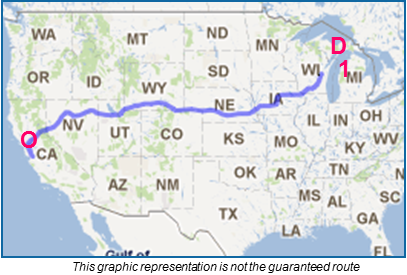 WA
MT
ND
MN
D
OR
ID
SD
WI
1
MI
WY
O
NV
NE
IA
UT
CO
IL
IN
OH
CA
KS
MO
KY
WV
AZ
NM
OK
AR
TN
NC
TX
MS
AL
SC
LA
GA
FL
Gulf of
This graphic representation is not the guaranteed route